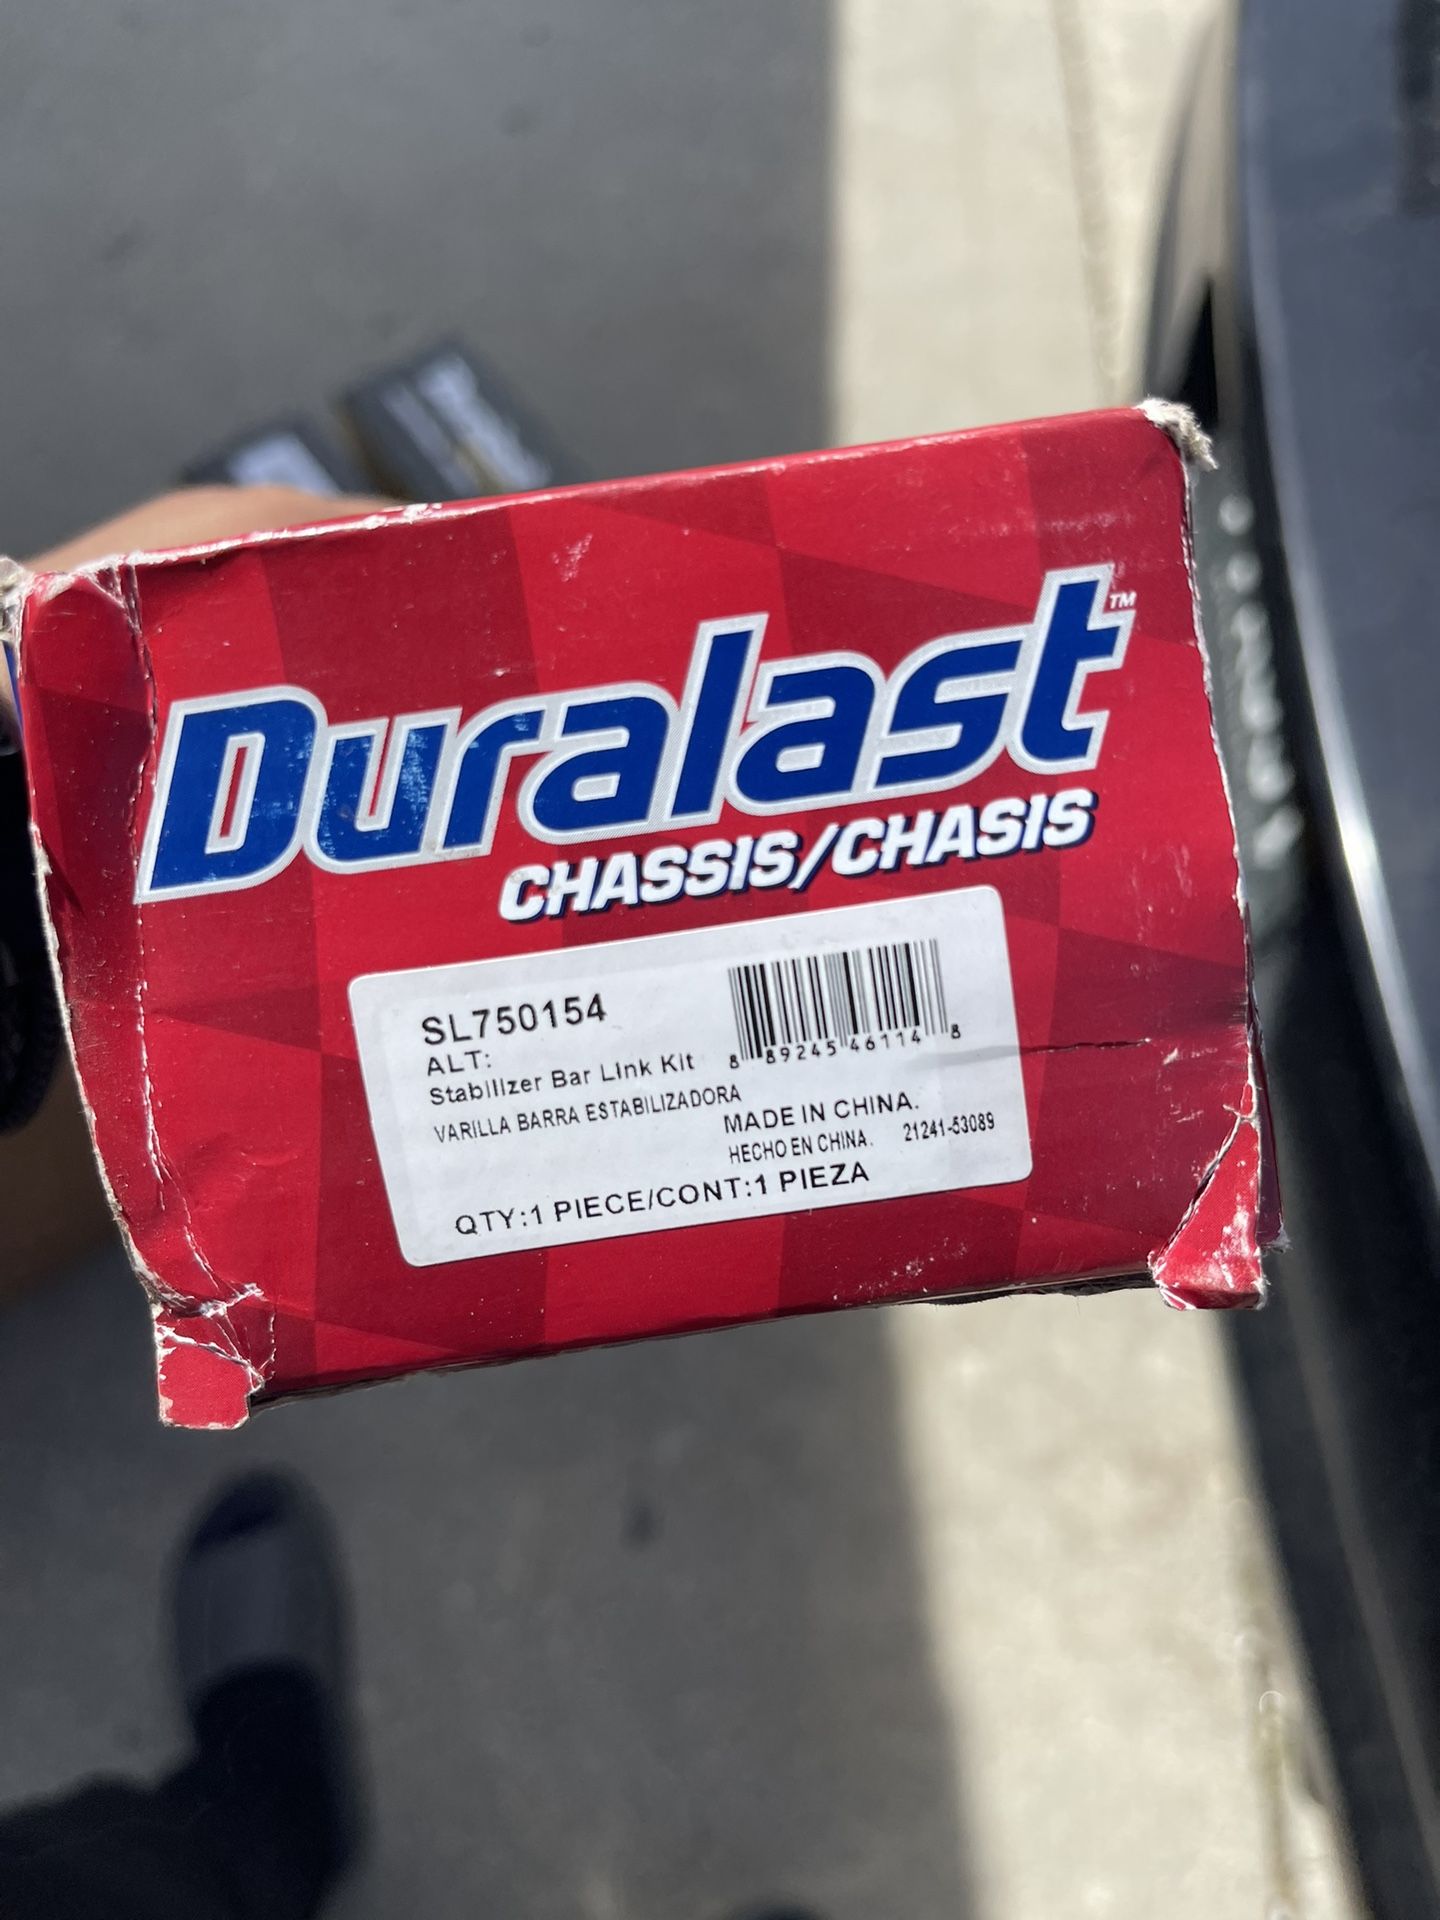 Duralast™
CHASSIS/CHASIS
SL750154
ALT:
Stabilizer Bar Link Kit
VARILLA BARRA ESTABILIZADORA
8 89245 46114 8
MADE IN CHINA.
HECHO EN CHINA. 21241-53089
QTY:1 PIECE/CONT:1 PIEZA